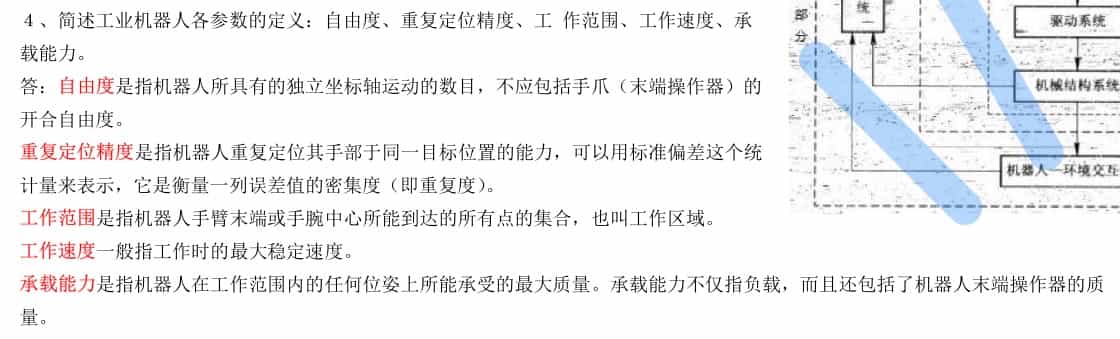 4、简述工业机器人各参数的定义：自由度、重复定位精度、工 作范围、工作速度、承
载能力。
答：自由度是指机器人所具有的独立坐标轴运动的数目，不应包括手爪（末端操作器）的
开合自由度。
重复定位精度是指机器人重复定位其手部于同一目标位置的能力，可以用标准偏差这个统
计量来表示，它是衡量一列误差值的密集度（即重复度）。
工作范围是指机器人手臂末端或手腕中心所能到达的所有点的集合，也叫工作区域。
工作速度一般指工作时的最大稳定速度。
承载能力是指机器人在工作范围内的任何位姿上所能承受的最大质量。承载能力不仅指负载，而且还包括了机器人末端操作器的质
量。
部
分
统
驱动系统
机械结构系统
机器人—环境交互